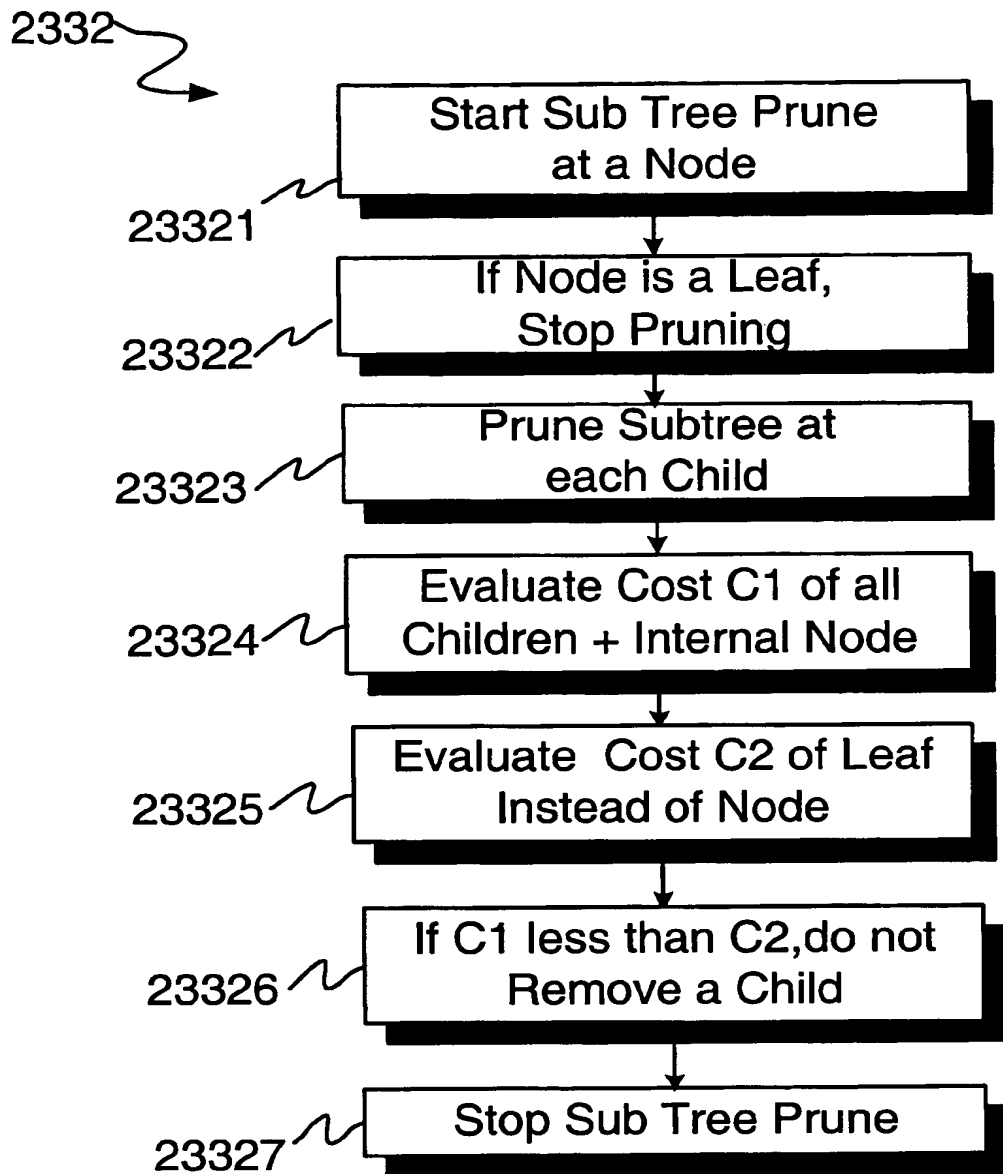 2332
Start Sub Tree Prune
at a Node
23321
If Node is a Leaf,
Stop Pruning
23322
Prune Subtree at
each Child
23323
Evaluate Cost C1 of all
Children + Internal Node
23324
Evaluate Cost C2 of Leaf
Instead of Node
23325
If C1 less than C2,do not
Remove a Child
23326
Stop Sub Tree Prune
23327